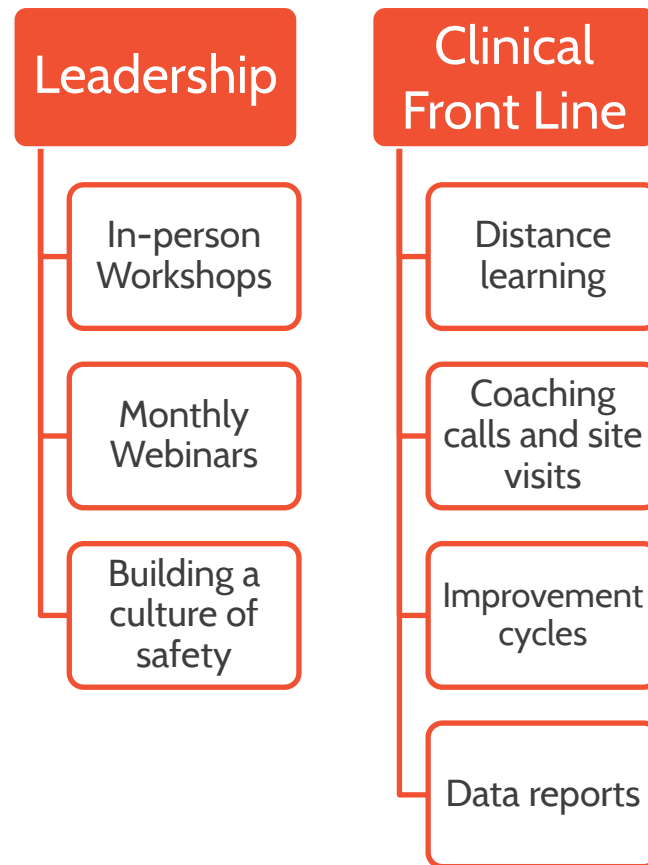 Leadership
In-person
Workshops
Monthly
Webinars
Building a
culture of
safety
Clinical
Front Line
Distance
learning
Coaching
calls and site
visits
Improvement
cycles
Data reports